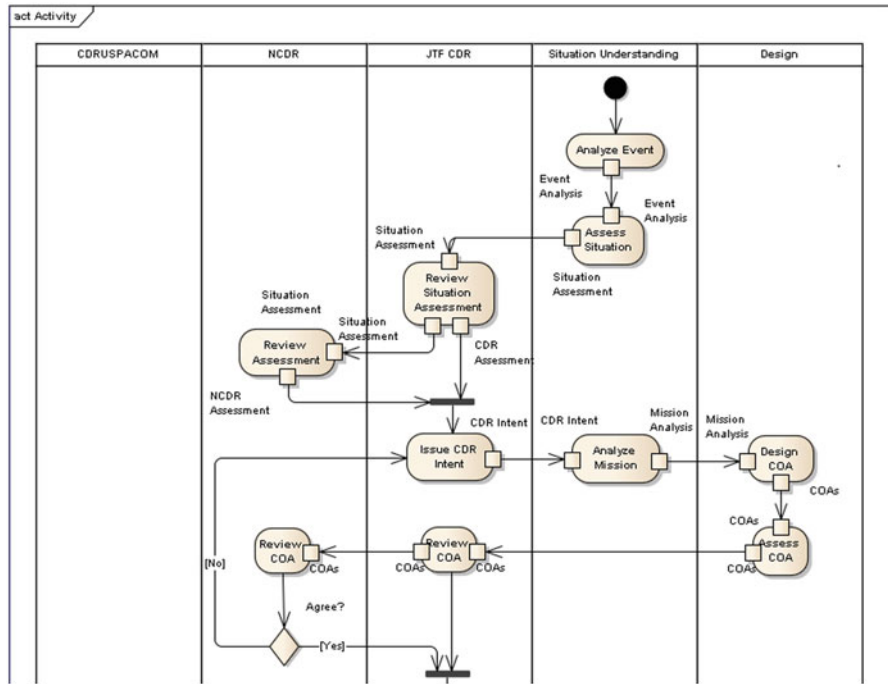 act Activity
CDRUSPACOM
NCDR
JTF CDR
Situation Understanding
Design
Analyze Event
Event
Analysis
Event
Analysis
Assess
Situation
Situation
Assessment
Situation
Assessment
Review
Situation
Assessment
Situation
Assessment
Situation
Assessment
Review
Assessment
CDR
Assessment
NCDR
Assessment
CDR Intent
Issue CDR
Intent
CDR Intent
Analyze
Mission
Mission
Analysis
Mission
Analysis
Design
COA
COAs
COAs
Assess
COA
COAs
Review
COA
COAs
COAs
Review
COA
COAs
[No]
Agree?
[Yes]